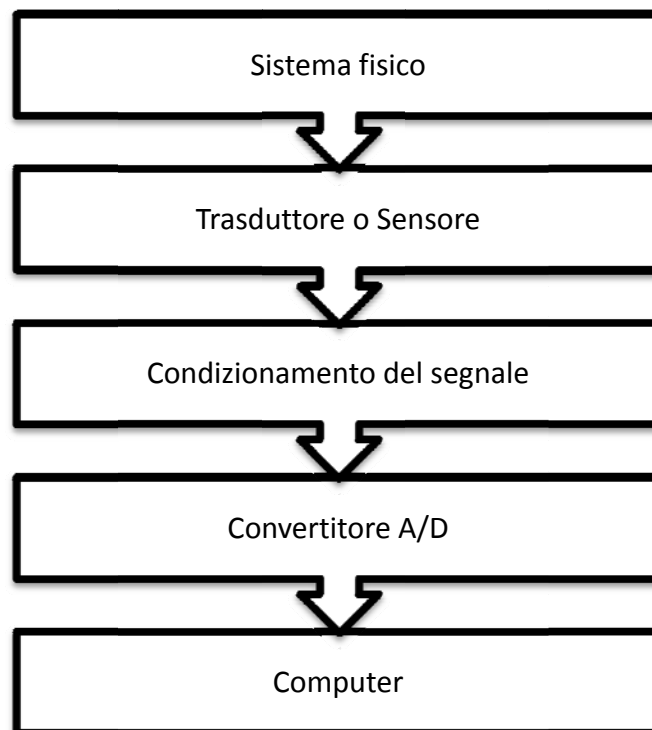 Sistema fisico
Trasduttore o Sensore
Condizionamento del segnale
Convertitore A/D
Computer